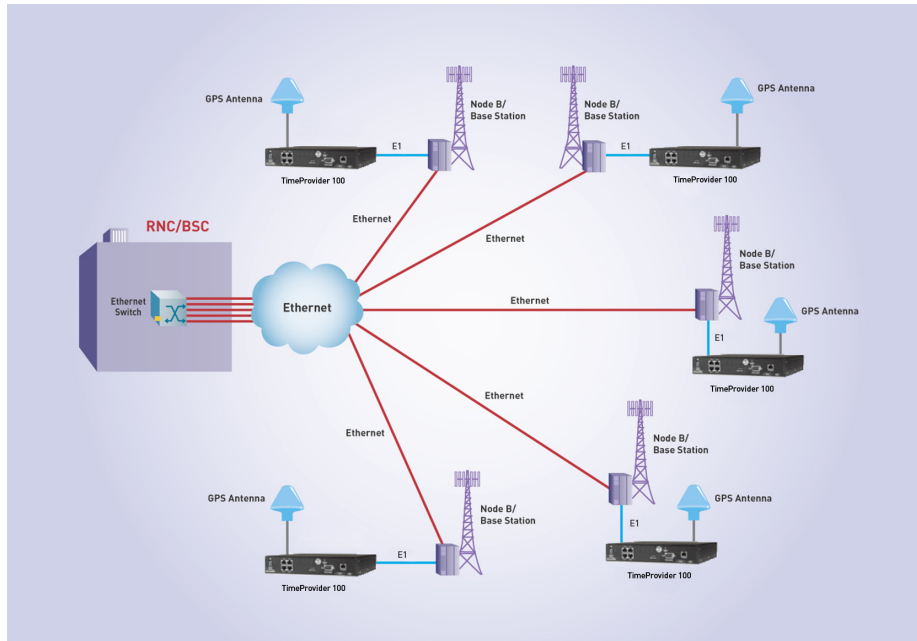 GPS Antenna
Node B/
Base Station
E1
TimeProvider 100
Node B/
Base Station
GPS Antenna
E1
TimeProvider 100
Ethernet
Ethernet
RNC/BSC
Ethernet
Switch
Ethernet
Ethernet
Node B/
Base Station
GPS Antenna
E1
TimeProvider 100
Ethernet
Ethernet
Node B/
Base Station
GPS Antenna
E1
TimeProvider 100
GPS Antenna
Node B/
Base Station
E1
TimeProvider 100